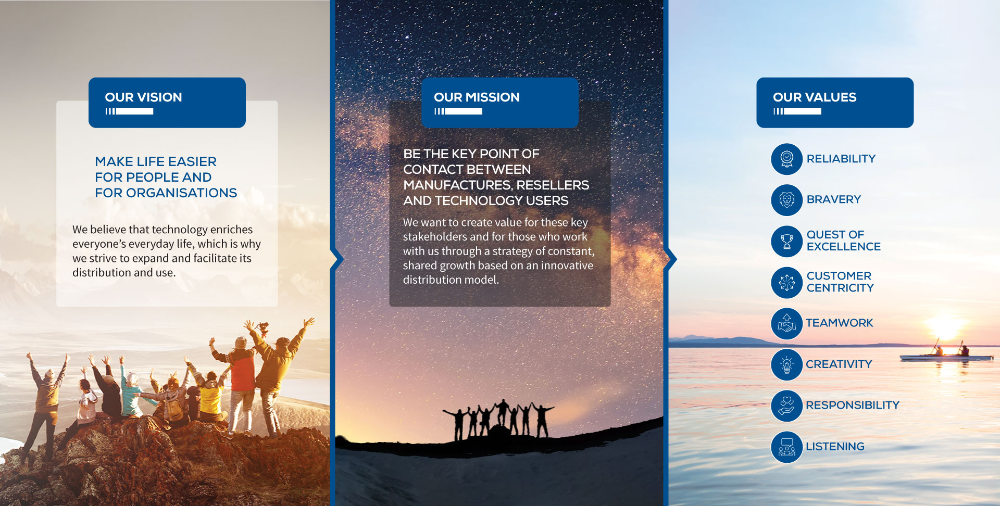 OUR VISION
MAKE LIFE EASIER
FOR PEOPLE AND
FOR ORGANISATIONS
We believe that technology enriches
everyone's everyday life, which is why
we strive to expand and facilitate its
distribution and use.
OUR MISSION
BE THE KEY POINT OF
CONTACT BETWEEN
MANUFACTURES, RESELLERS
AND TECHNOLOGY USERS
We want to create value for these key
stakeholders and for those who work
with us through a strategy of constant,
shared growth based on an innovative
distribution model.
OUR VALUES
RELIABILITY
BRAVERY
QUEST OF
EXCELLENCE
CUSTOMER
CENTRICITY
TEAMWORK
CREATIVITY
RESPONSIBILITY
LISTENING